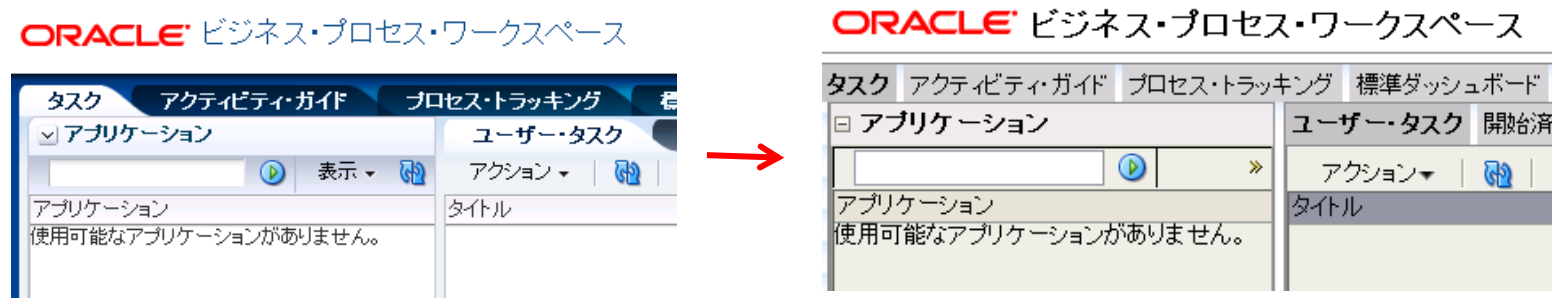 ORACLE ビジネス・プロセス・ワークスペース
タスク アクティビティ・ガイド プロセス・トラッキング
アプリケーション ユーザー・タスク
表示 アクション
アプリケーション タイトル
使用可能なアプリケーションがありません。
ORACLE ビジネス・プロセス・ワークスペース
タスク アクティビティ・ガイド プロセス・トラッキング 標準ダッシュボード
アプリケーション ユーザー・タスク 開始済
» アクション
アプリケーション タイトル
使用可能なアプリケーションがありません。